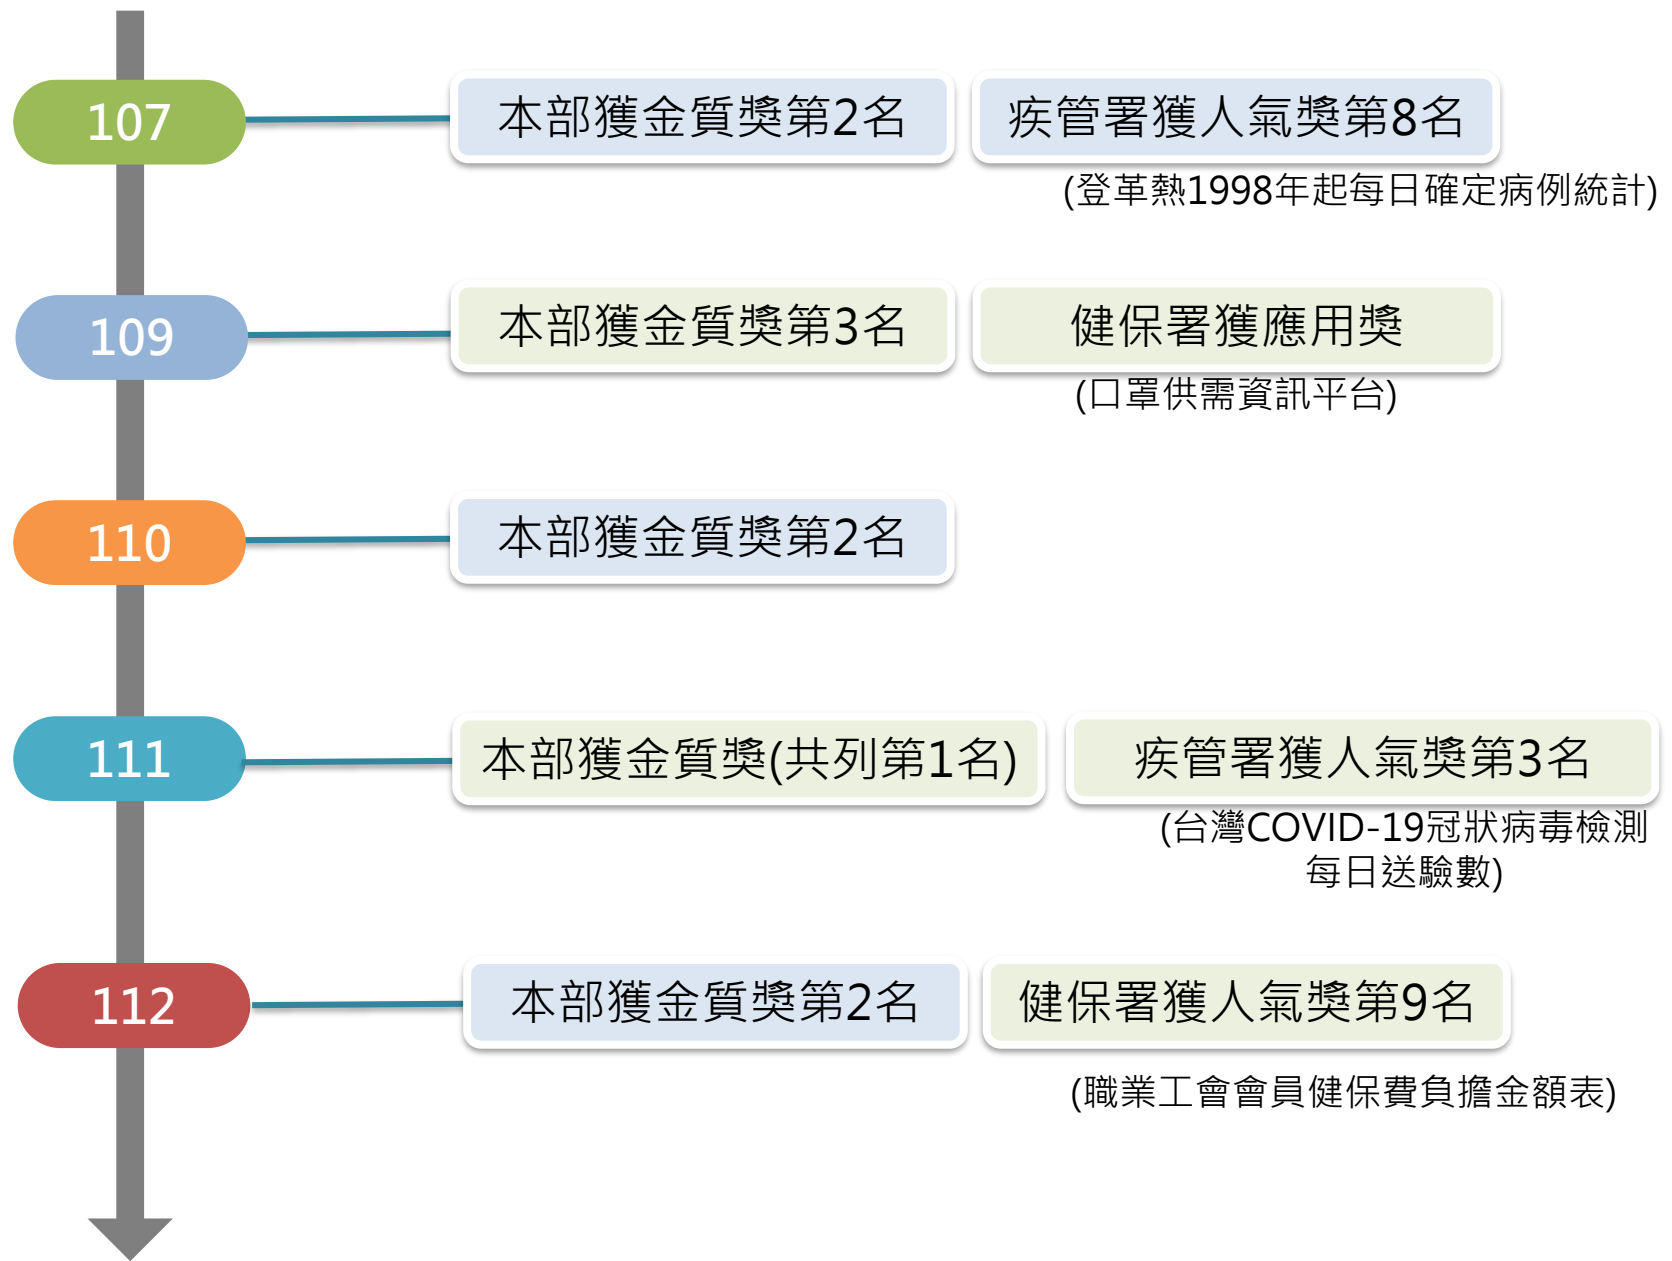 107
本部獲金質獎第2名
疾管署獲人氣獎第8名
(登革熱1998年起每日確定病例統計)
109
本部獲金質獎第3名
健保署獲應用獎
(口罩供需資訊平台)
110
本部獲金質獎第2名
111
本部獲金質獎(共列第1名)
疾管署獲人氣獎第3名
(台灣COVID-19冠狀病毒檢測
每日送驗數)
112
本部獲金質獎第2名
健保署獲人氣獎第9名
(職業工會會員健保費負擔金額表)